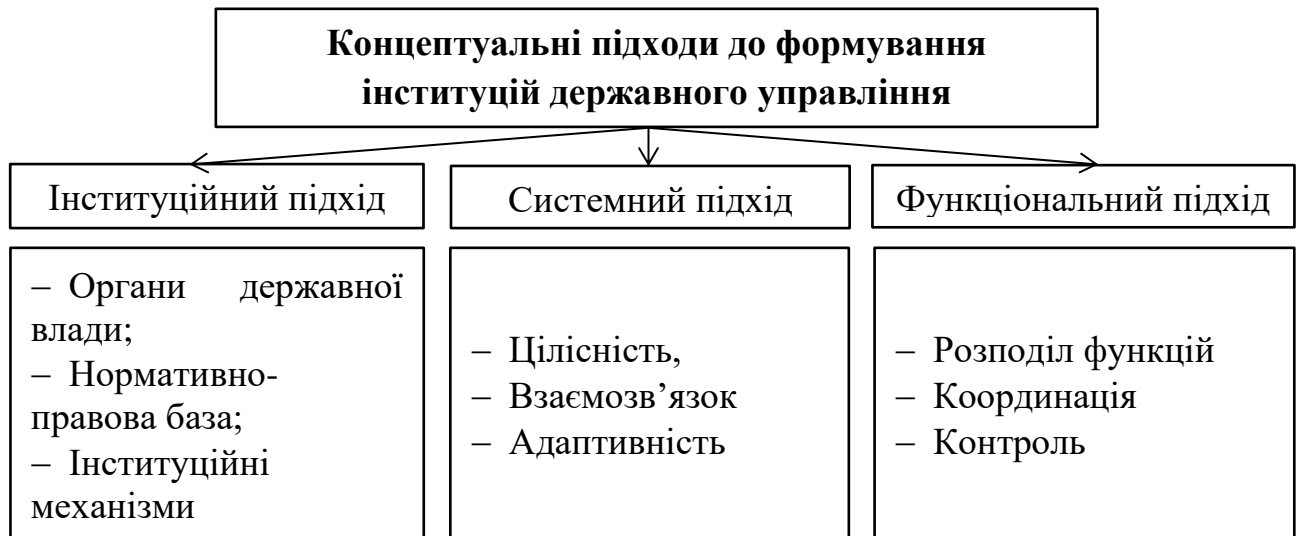 Концептуальні підходи до формування
інституцій державного управління
Інституційний підхід
Системний підхід
Функціональний підхід
– Органи державної
влади;
– Нормативно-
правова база;
– Інституційні
механізми
– Цілісність,
– Взаємозв’язок
– Адаптивність
– Розподіл функцій
– Координація
– Контроль